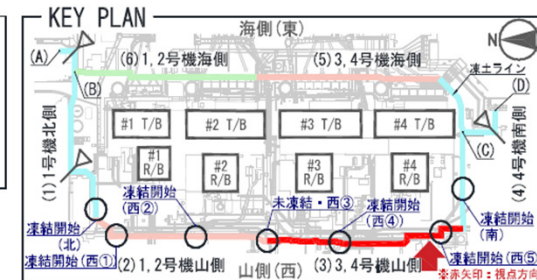 KEY PLAN
海側(東)
N
(A)
(6)1,2号機海側
(5)3,4号機海側
凍土ライン
(B)
(D)
#1 T/B
#2 T/B
#3 T/B
#4 T/B
(C)
(1)1号機北側
(4)4号機南側
#1
R/B
#2
R/B
#3
R/B
#4
R/B
凍結開始
(西②)
未凍結・西③
凍結開始
(西④)
凍結開始
(北)
凍結開始
(南)
凍結開始(西①)
(2)1,2号機山側
山側(西)
(3)3,4号機山側
凍結開始(西⑤)
※赤矢印:視点方向